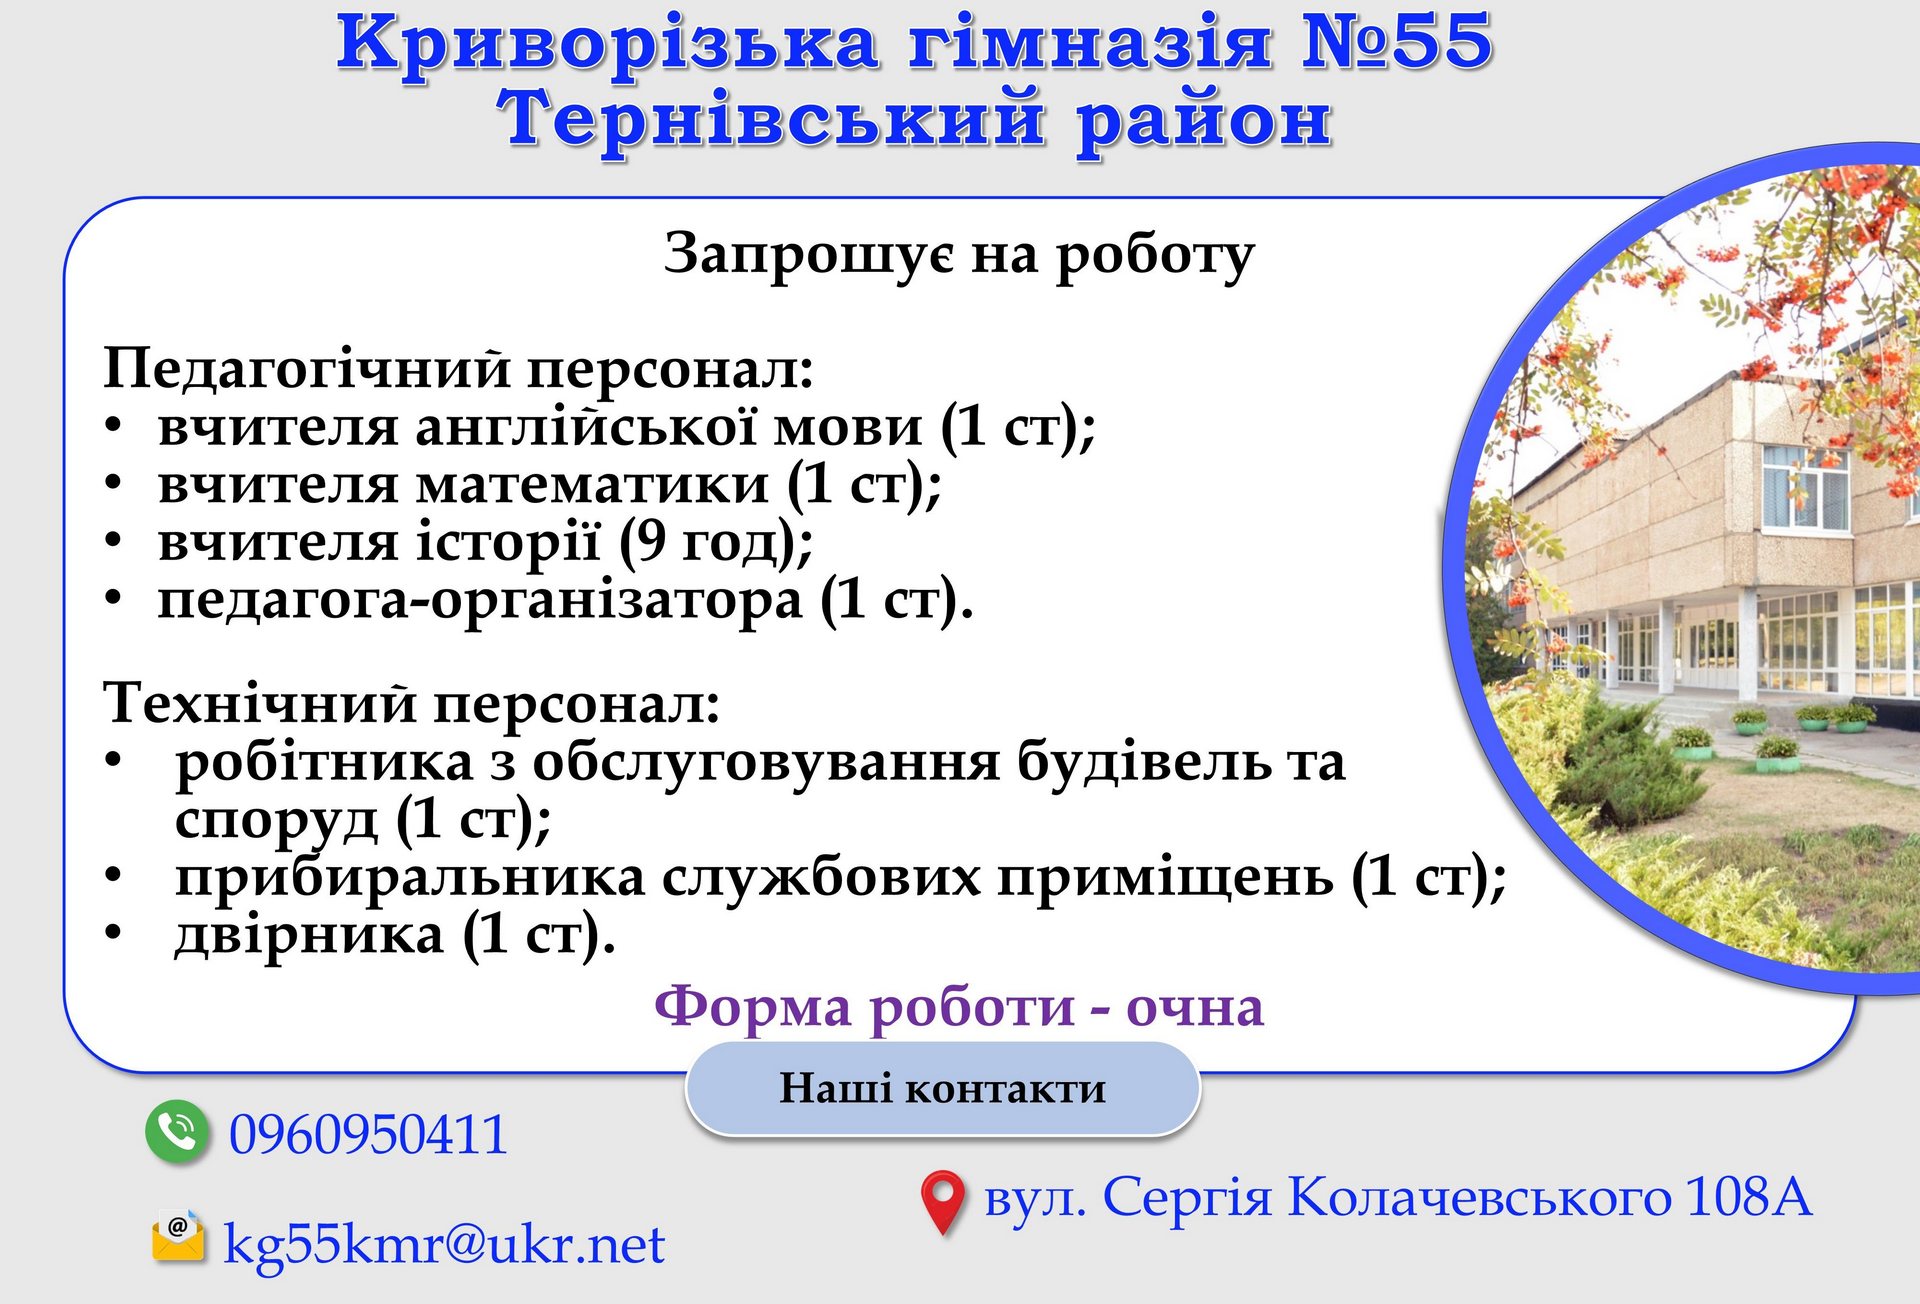 Криворізька гімназія №55
Тернівський район
Запрошує на роботу
Педагогічний персонал:
• вчителя англійської мови (1 ст);
• вчителя математики (1 ст);
• вчителя історії (9 год);
• педагога-організатора (1 ст).
Технічний персонал:
• робітника з обслуговування будівель та
споруд (1 ст);
• прибиральника службових приміщень (1 ст);
• двірника (1 ст).
Форма роботи - очна
Наші контакти
0960950411
вул. Сергія Колачевського 108А
kg55kmr@ukr.net